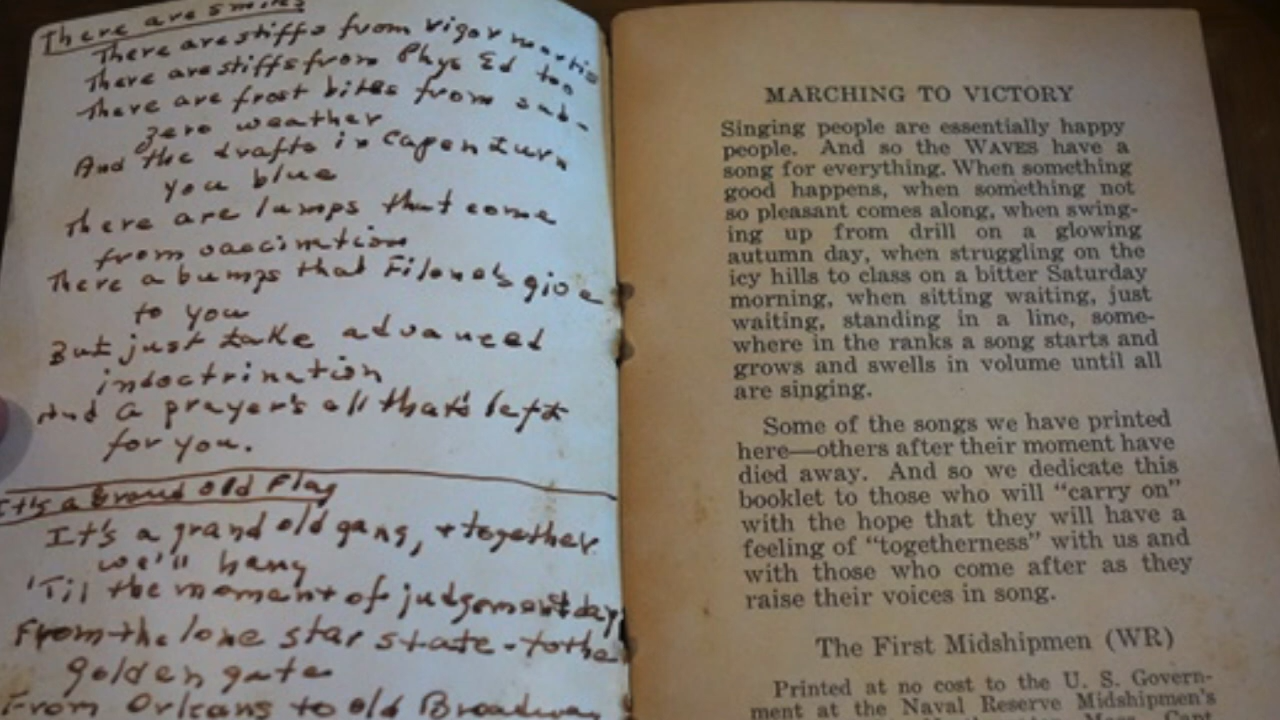 There are smiles
There are stiffs from rigor mortis
There are stiffs from Phys Ed too
There are frost bites from sub-
zero weather
And the drafts in Capen turn
you blue
There are lumps that come
from vaccination
There a bumps that Filene's give
to you
But just take advanced
indoctrination
And a prayer's all that's left
for you.
It's a Grand Old Flag
It's a grand old gang, + together
we'll hang
'Til the moment of judgement day
From the lone star state - to the
golden gate
From Orleans to old Broadway
MARCHING TO VICTORY
Singing people are essentially happy
people. And so the WAVES have a
song for everything. When something
good happens, when something not
so pleasant comes along, when swing-
ing up from drill on a glowing
autumn day, when struggling on the
icy hills to class on a bitter Saturday
morning, when sitting waiting, just
waiting, standing in a line, some-
where in the ranks a song starts and
grows and swells in volume until all
are singing.
Some of the songs we have printed
here—others after their moment have
died away. And so we dedicate this
booklet to those who will "carry on"
with the hope that they will have a
feeling of "togetherness" with us and
with those who come after as they
raise their voices in song.
The First Midshipmen (WR)
Printed at no cost to the U. S. Govern-
ment at the Naval Reserve Midshipmen's